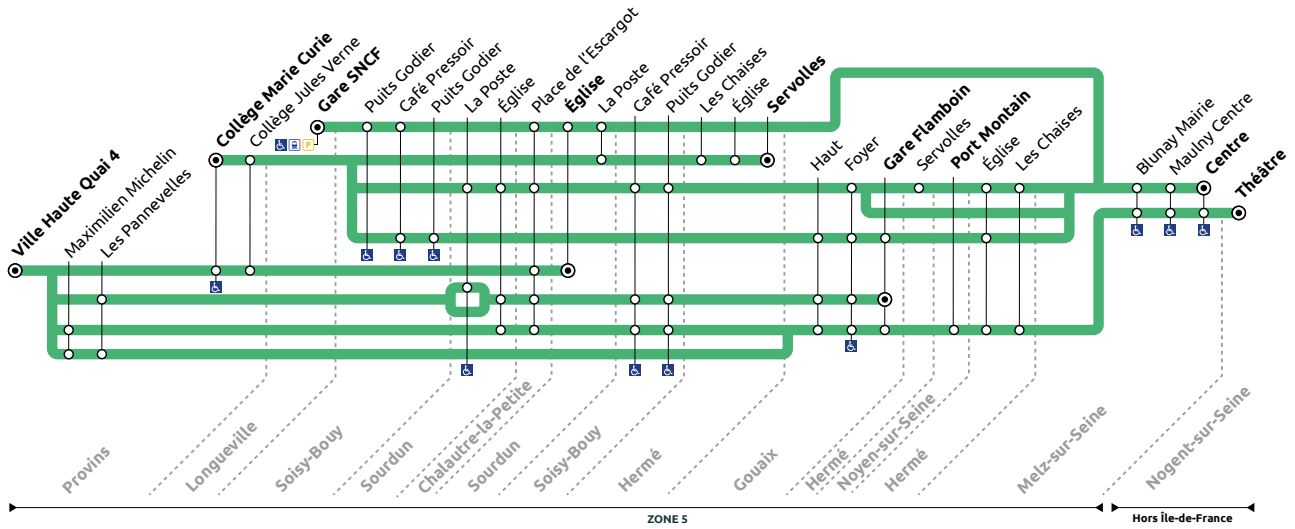 Ville Haute Quai 4
Maximilien Michelin
Les Pannevelles
Collège Marie Curie
Collège Jules Verne
Gare SNCF
P
Puits Godier
Café Pressoir
Puits Godier
La Poste
Église
Place de l'Escargot
Église
La Poste
Café Pressoir
Puits Godier
Les Chaises
Église
Servolles
Haut
Foyer
Gare Flamboin
Servolles
Port Montain
Église
Les Chaises
Blunay Mairie
Maulny Centre
Centre
Théâtre
Provins
Longueville
Soisy-Bouy
Sourdun
Chalautre-la-Petite
Sourdun
Soisy-Bouy
Hermé
Gouaix
Hermé
Noyen-sur-Seine
Hermé
Melz-sur-Seine
Nogent-sur-Seine
ZONE 5
Hors Île-de-France